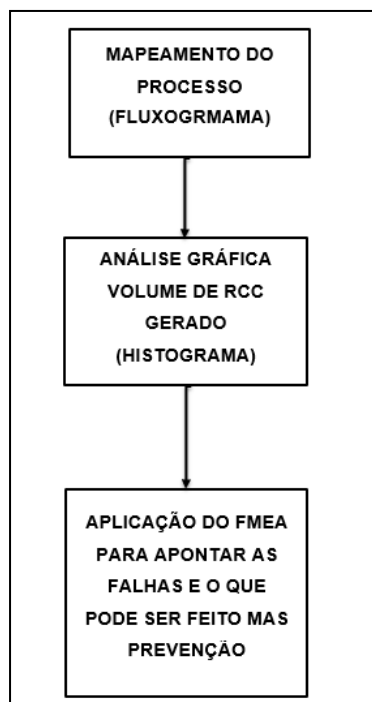 MAPEAMENTO DO
PROCESSO
(FLUXOGRMAMA)
ANÁLISE GRÁFICA
VOLUME DE RCC
GERADO
(HISTOGRAMA)
APLICAÇÃO DO FMEA
PARA APONTAR AS
FALHAS E O QUE
PODE SER FEITO MAS
PREVENÇÃO